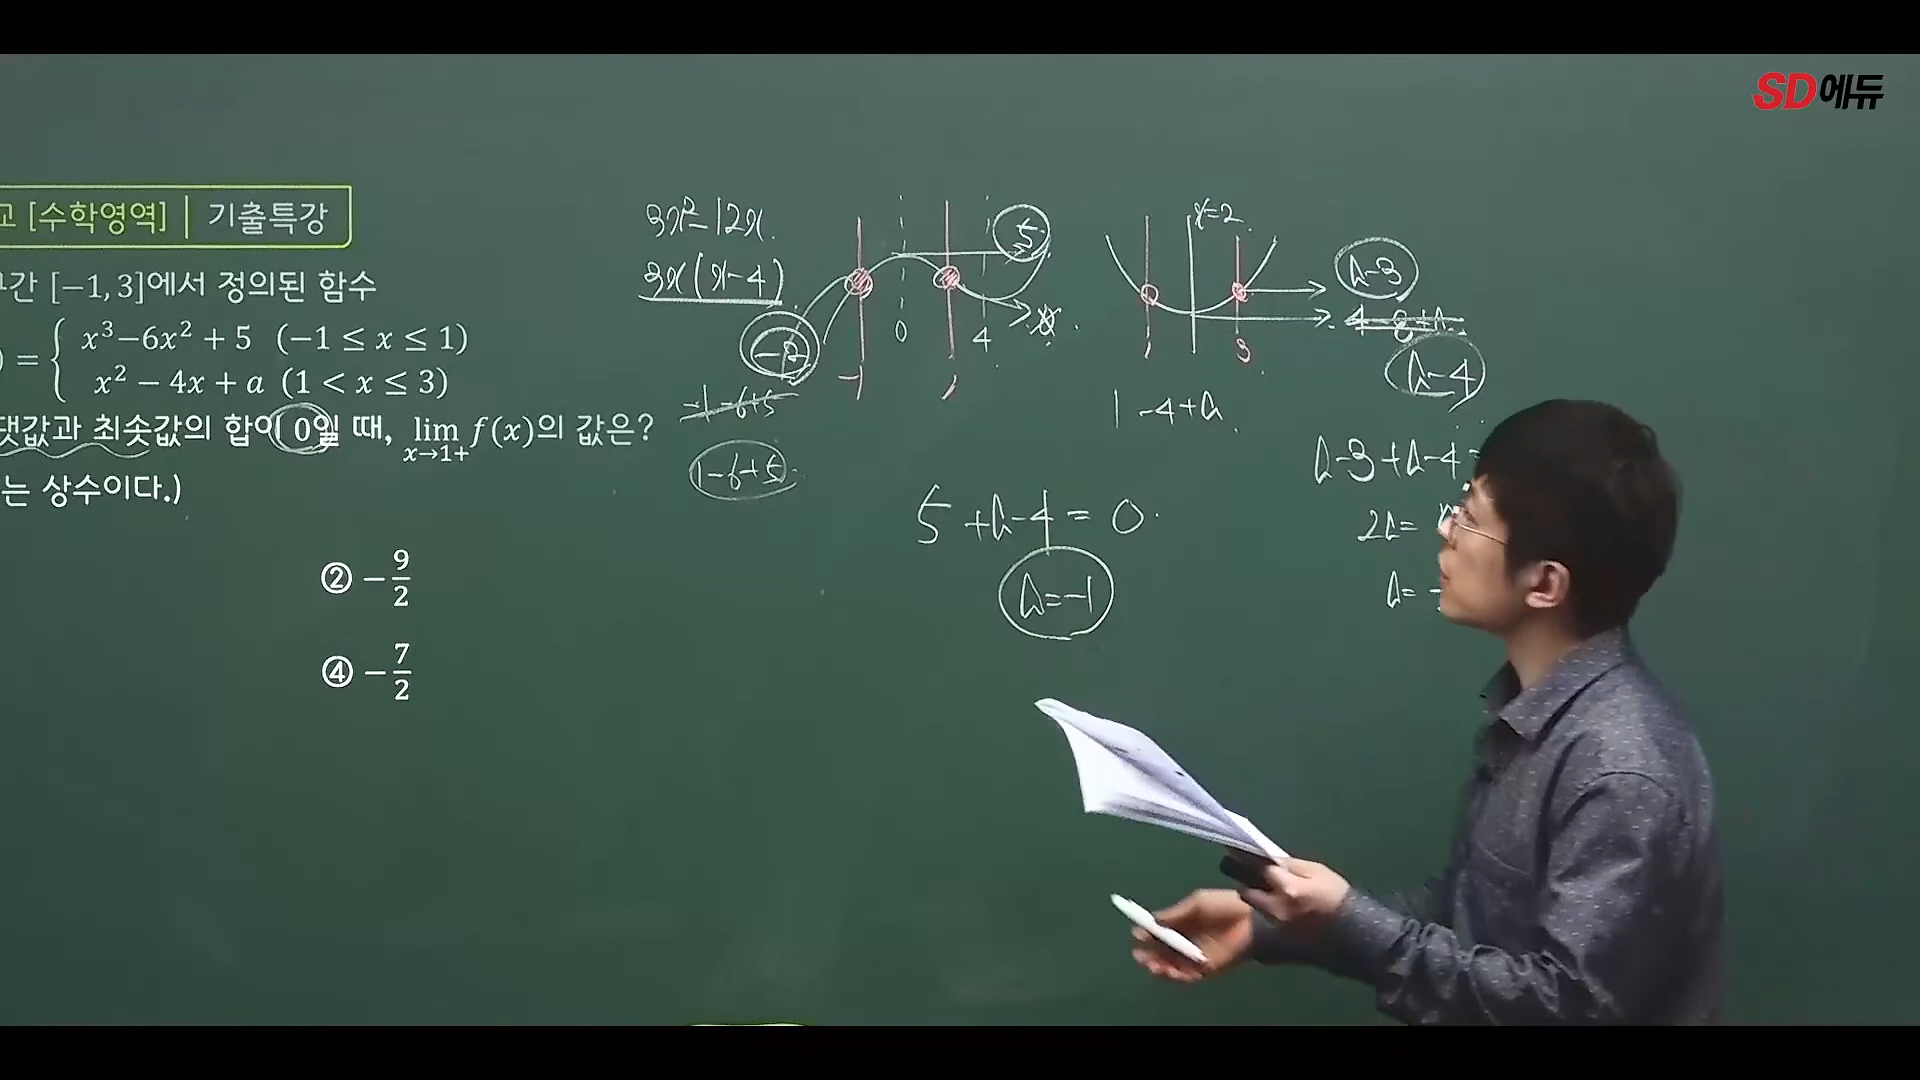 SD에듀
교 [수학영역] | 기출특강
구간 [−1, 3]에서 정의된 함수
) = { x³−6x² + 5 (−1 ≤ x ≤ 1)
x² − 4x + a (1 < x ≤ 3)
댓값과 최솟값의 합이 0일 때, lim f(x)의 값은?
x→1+
는 상수이다.)
② −9/2
④ −7/2
3x²−12x.
3x(x−4)
−1−6+5
1−6+5
−1
0
1
4
5
x=2
1
3
a−3
4−8+a
a−4
1−4+a
5+a−4=0.
a=−1
a−3+a−4=
2a=
a=